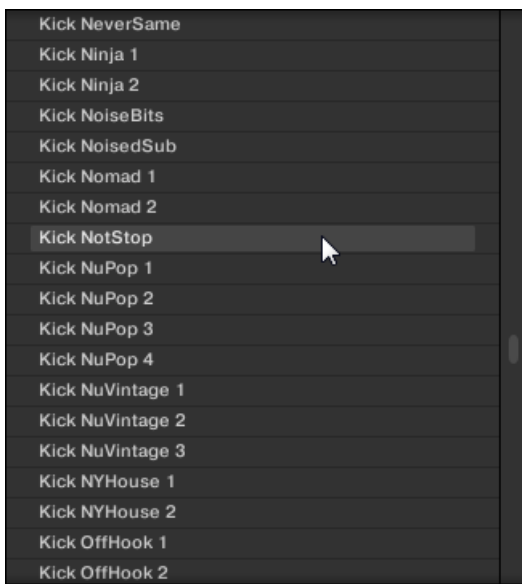 Kick NeverSame
Kick Ninja 1
Kick Ninja 2
Kick NoiseBits
Kick NoisedSub
Kick Nomad 1
Kick Nomad 2
Kick NotStop
Kick NuPop 1
Kick NuPop 2
Kick NuPop 3
Kick NuPop 4
Kick NuVintage 1
Kick NuVintage 2
Kick NuVintage 3
Kick NYHouse 1
Kick NYHouse 2
Kick OffHook 1
Kick OffHook 2